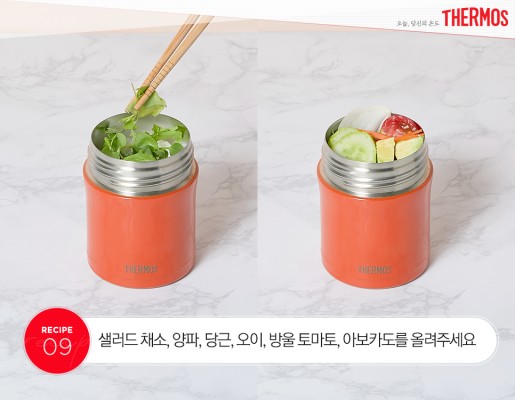 오늘, 당신의 온도 THERMOS
THERMOS
THERMOS
RECIPE
09
샐러드 채소, 양파, 당근, 오이, 방울 토마토, 아보카도를 올려주세요